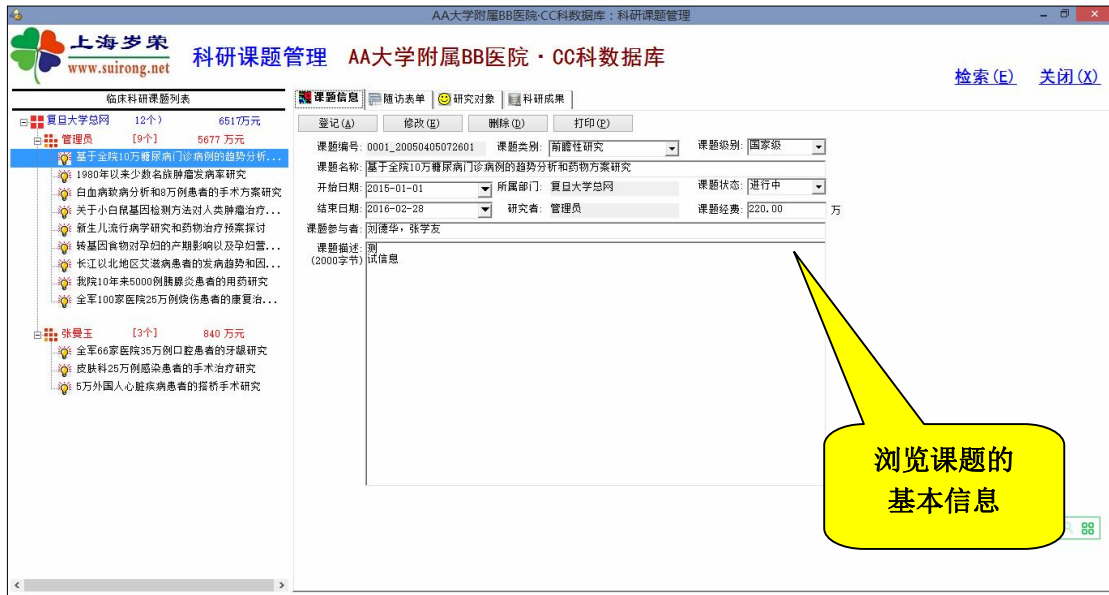 AA大学附属BB医院·CC科数据库：科研课题管理
上海岁荣
www.suirong.net
科研课题管理 AA大学附属BB医院·CC科数据库
检索(E) 关闭(X)
临床科研课题列表
课题信息 随访表单 研究对象 科研成果
复旦大学总网 12个） 6517万元
管理员 [9个] 5677 万元
基于全院10万糖尿病门诊病例的趋势分析...
1980年以来少数名族肿瘤发病率研究
白血病致病分析和8万例患者的手术方案研究
关于小白鼠基因检测方法对人类肿瘤治疗...
新生儿流行病学研究和药物治疗预案探讨
转基因食物对孕妇的产期影响以及孕妇营...
长江以北地区艾滋病患者的发病趋势和因...
我院10年来5000例胰腺炎患者的用药研究
全军100家医院25万例烧伤患者的康复治...
张曼玉 [3个] 840 万元
全军66家医院35万例口腔患者的牙龈研究
皮肤科25万例感染患者的手术治疗研究
5万外国人心脏疾病患者的搭桥手术研究
登记(A) 修改(E) 删除(D) 打印(P)
课题编号: 0001_20050405072601 课题类别: 前瞻性研究 课题级别: 国家级
课题名称: 基于全院10万糖尿病门诊病例的趋势分析和药物方案研究
开始日期: 2015-01-01 所属部门: 复旦大学总网 课题状态: 进行中
结束日期: 2016-02-28 研究者: 管理员 课题经费: 220.00 万
课题参与者: 刘德华，张学友
课题描述: 测
(2000字节) 试信息
浏览课题的
基本信息